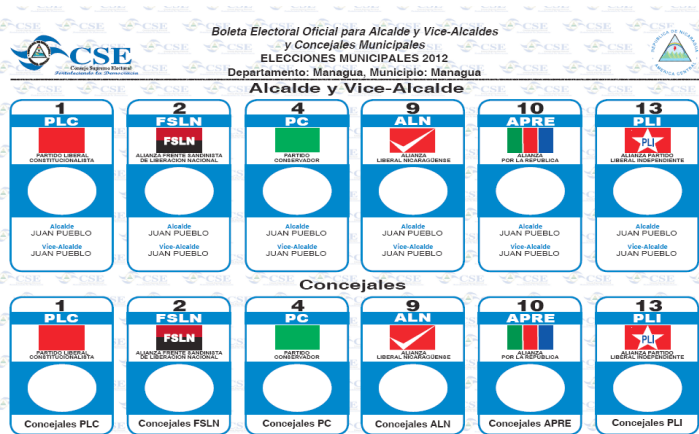 Boleta Electoral Oficial para Alcalde y Vice-Alcaldes
y Concejales Municipales
ELECCIONES MUNICIPALES 2012
Departamento: Managua, Municipio: Managua
CSE
Consejo Supremo Electoral
Fortaleciendo la Democracia
REPUBLICA DE NICARAGUA
AMERICA CENTRAL
Alcalde y Vice-Alcalde
1 2 4 9 10 13
PLC FSLN PC ALN APRE PLI
FSLN PLI
PARTIDO LIBERAL ALIANZA FRENTE SANDINISTA PARTIDO ALIANZA ALIANZA ALIANZA PARTIDO
CONSTITUCIONALISTA DE LIBERACION NACIONAL CONSERVADOR LIBERAL NICARAGÜENSE POR LA REPUBLICA LIBERAL INDEPENDIENTE
Alcalde Alcalde Alcalde Alcalde Alcalde Alcalde
JUAN PUEBLO JUAN PUEBLO JUAN PUEBLO JUAN PUEBLO JUAN PUEBLO JUAN PUEBLO
Vice-Alcalde Vice-Alcalde Vice-Alcalde Vice-Alcalde Vice-Alcalde Vice-Alcalde
JUAN PUEBLO JUAN PUEBLO JUAN PUEBLO JUAN PUEBLO JUAN PUEBLO JUAN PUEBLO
Concejales
1 2 4 9 10 13
PLC FSLN PC ALN APRE PLI
FSLN PLI
PARTIDO LIBERAL ALIANZA FRENTE SANDINISTA PARTIDO ALIANZA ALIANZA ALIANZA PARTIDO
CONSTITUCIONALISTA DE LIBERACION NACIONAL CONSERVADOR LIBERAL NICARAGÜENSE POR LA REPUBLICA LIBERAL INDEPENDIENTE
Concejales PLC Concejales FSLN Concejales PC Concejales ALN Concejales APRE Concejales PLI